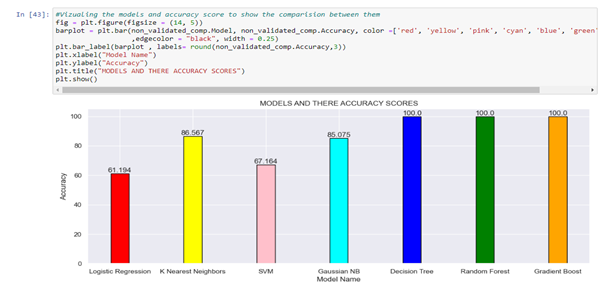 In [43]: #Vizualing the models and accuracy score to show the comparision between them
fig = plt.figure(figsize = (14, 5))
barplot = plt.bar(non_validated_comp.Model, non_validated_comp.Accuracy, color =['red', 'yellow', 'pink', 'cyan', 'blue', 'green'
,edgecolor = "black", width = 0.25)
plt.bar_label(barplot , labels= round(non_validated_comp.Accuracy,3))
plt.xlabel("Model Name")
plt.ylabel("Accuracy")
plt.title("MODELS AND THERE ACCURACY SCORES")
plt.show()
MODELS AND THERE ACCURACY SCORES
100
80
60
40
20
0
Accuracy
61.194
86.567
67.164
85.075
100.0
100.0
100.0
Logistic Regression
K Nearest Neighbors
SVM
Gaussian NB
Decision Tree
Random Forest
Gradient Boost
Model Name